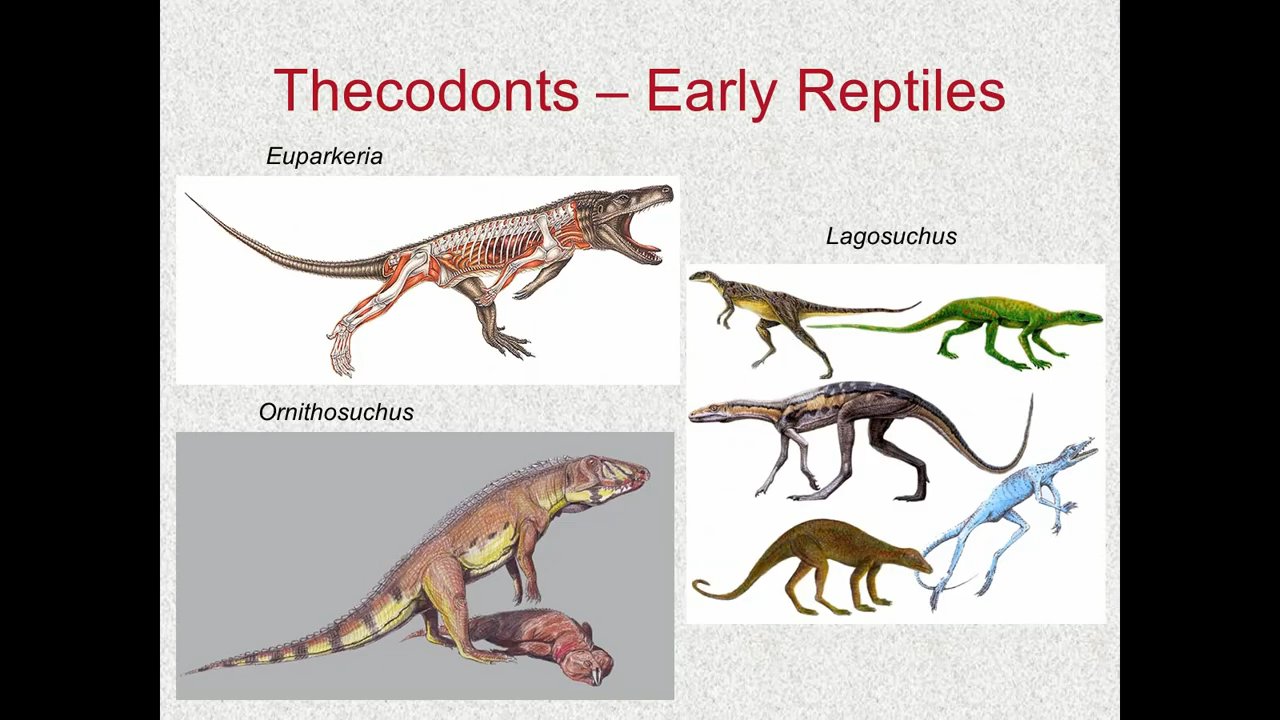 Thecodonts – Early Reptiles
Euparkeria
Lagosuchus
Ornithosuchus